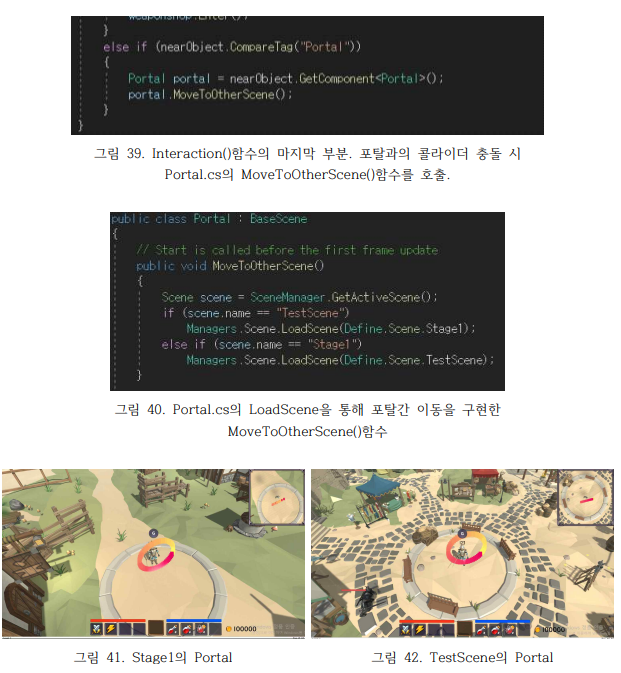 weaponshop.Enter();
}
else if (nearObject.CompareTag("Portal"))
{
Portal portal = nearObject.GetComponent<Portal>();
portal.MoveToOtherScene();
}
}
그림 39. Interaction()함수의 마지막 부분. 포탈과의 콜라이더 충돌 시
Portal.cs의 MoveToOtherScene()함수를 호출.
public class Portal : BaseScene
{
// Start is called before the first frame update
public void MoveToOtherScene()
{
Scene scene = SceneManager.GetActiveScene();
if (scene.name == "TestScene")
Managers.Scene.LoadScene(Define.Scene.Stage1);
else if (scene.name == "Stage1")
Managers.Scene.LoadScene(Define.Scene.TestScene);
}
그림 40. Portal.cs의 LoadScene을 통해 포탈간 이동을 구현한
MoveToOtherScene()함수
G
100000
G
100000
그림 41. Stage1의 Portal
그림 42. TestScene의 Portal